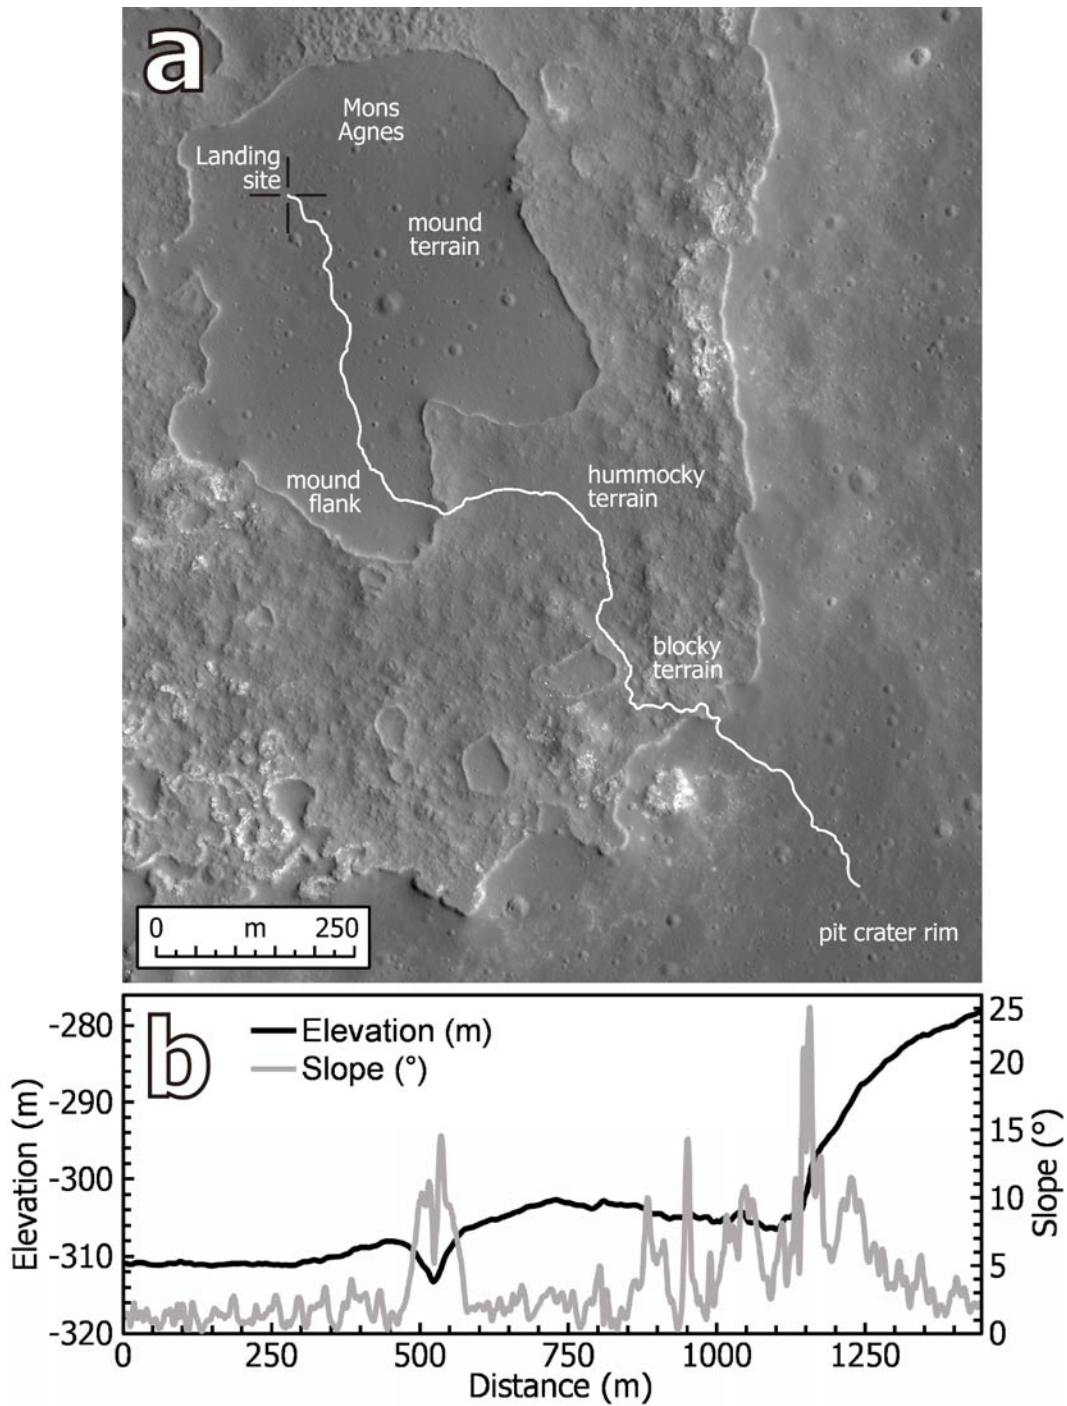 a
Mons
Agnes
Landing
site
mound
terrain
mound
flank
hummocky
terrain
blocky
terrain
0 m 250
pit crater rim
b
Elevation (m)
Slope (°)
-280
-290
-300
-310
-320
Elevation (m)
25
20
15
10
5
0
Slope (°)
0 250 500 750 1000 1250
Distance (m)